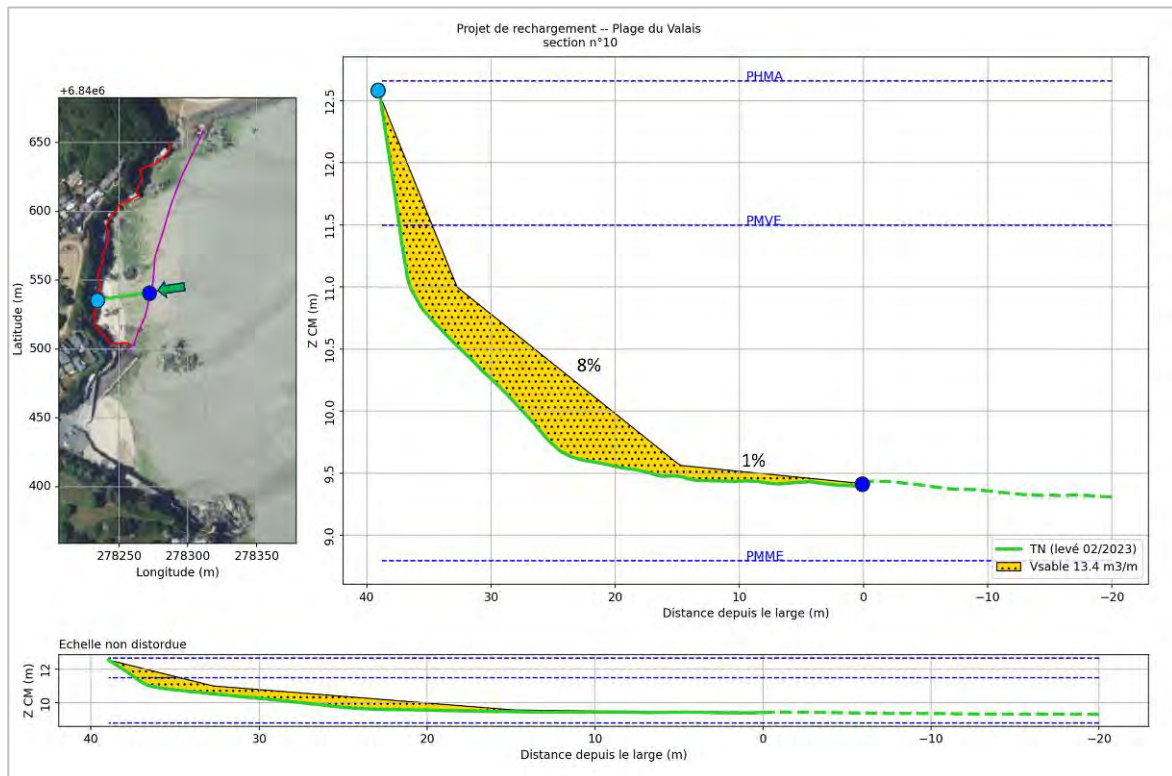 Projet de rechargement -- Plage du Valais
section n°10
+6.84e6
650
600
550
500
450
400
278250 278300 278350
Latitude (m)
Longitude (m)
PHMA
PMVE
PMME
12.5
12.0
11.5
11.0
10.5
10.0
9.5
9.0
Z CM (m)
8%
1%
TN (levé 02/2023)
Vsable 13.4 m3/m
40 30 20 10 0 −10 −20
Distance depuis le large (m)
Echelle non distordue
12
10
Z CM (m)
40 30 20 10 0 −10 −20
Distance depuis le large (m)